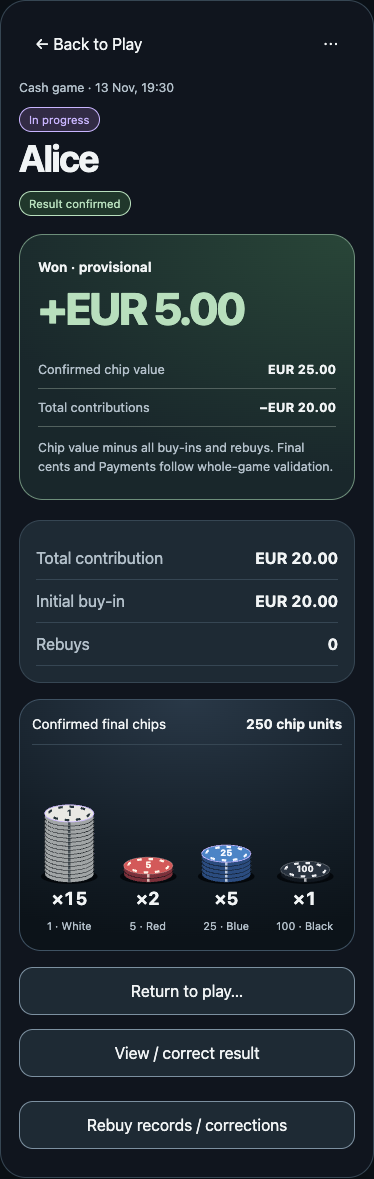 ← Back to Play
...
Cash game · 13 Nov, 19:30
In progress
Alice
Result confirmed
Won · provisional
+EUR 5.00
Confirmed chip value EUR 25.00
Total contributions −EUR 20.00
Chip value minus all buy-ins and rebuys. Final
cents and Payments follow whole-game validation.
Total contribution EUR 20.00
Initial buy-in EUR 20.00
Rebuys 0
Confirmed final chips 250 chip units
1 5 25 100
×15 ×2 ×5 ×1
1 · White 5 · Red 25 · Blue 100 · Black
Return to play...
View / correct result
Rebuy records / corrections